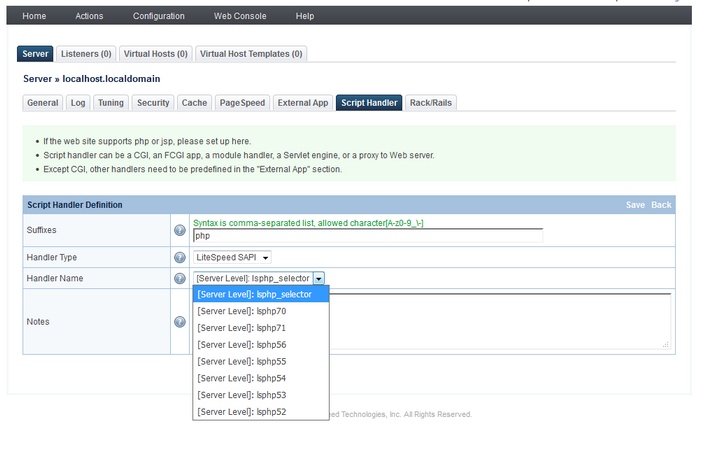 Home Actions Configuration Web Console Help
Server Listeners (0) Virtual Hosts (0) Virtual Host Templates (0)
Server » localhost.localdomain
General Log Tuning Security Cache PageSpeed External App Script Handler Rack/Rails
If the web site supports php or jsp, please set up here.
Script handler can be a CGI, an FCGI app, a module handler, a Servlet engine, or a proxy to Web server.
Except CGI, other handlers need to be predefined in the "External App" section.
Script Handler Definition Save Back
Syntax is comma-separated list, allowed character[A-z0-9_\-]
Suffixes ? php
Handler Type ? LiteSpeed SAPI
Handler Name ? [Server Level]: lsphp_selector
[Server Level]: lsphp_selector
[Server Level]: lsphp70
Notes ? [Server Level]: lsphp71
[Server Level]: lsphp56
[Server Level]: lsphp55
[Server Level]: lsphp54
[Server Level]: lsphp53
[Server Level]: lsphp52
Technologies, Inc. All Rights Reserved.